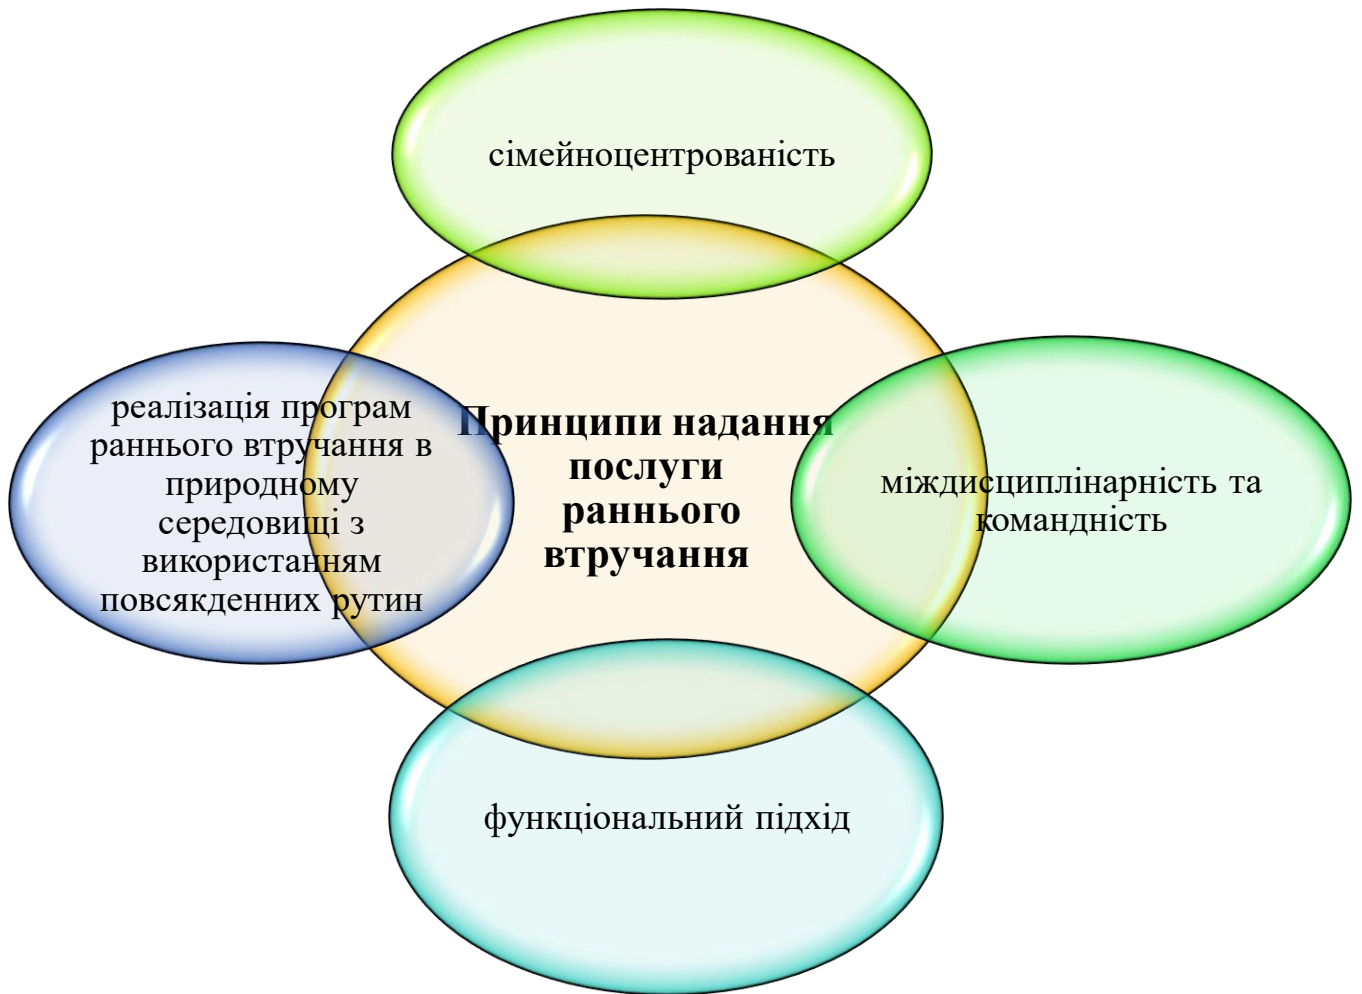 сімейноцентрованість
реалізація програм
раннього втручання в
природному
середовищі з
використанням
повсякденних рутин
Принципи надання
послуги
раннього
втручання
міждисциплінарність та
командність
функціональний підхід